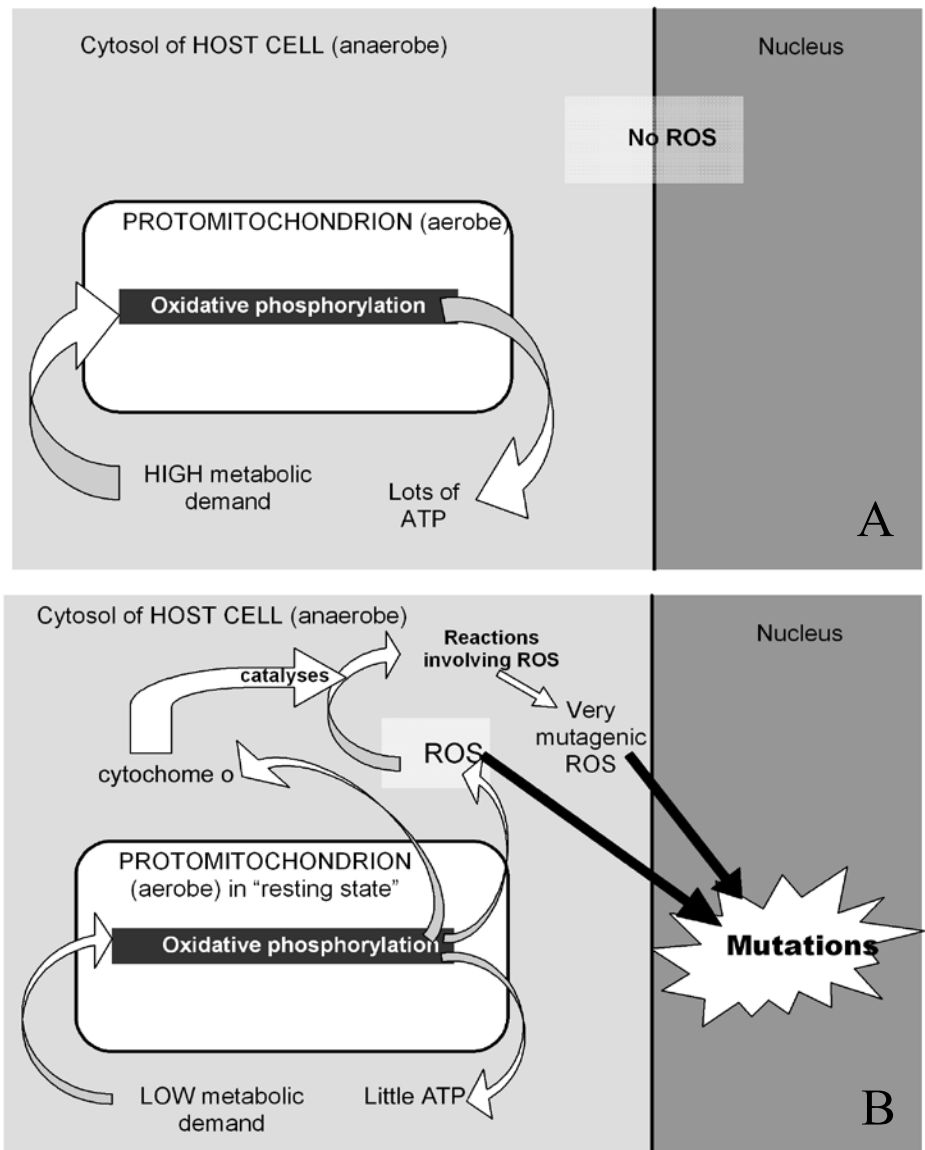 Cytosol of HOST CELL (anaerobe)
Nucleus
No ROS
PROTOMITOCHONDRION (aerobe)
Oxidative phosphorylation
HIGH metabolic
demand
Lots of
ATP
A
Cytosol of HOST CELL (anaerobe)
Nucleus
Reactions
involving ROS
catalyses
Very
mutagenic
ROS
ROS
cytochome o
PROTOMITOCHONDRION
(aerobe) in “resting state”
Oxidative phosphorylation
Mutations
LOW metabolic
demand
Little ATP
B